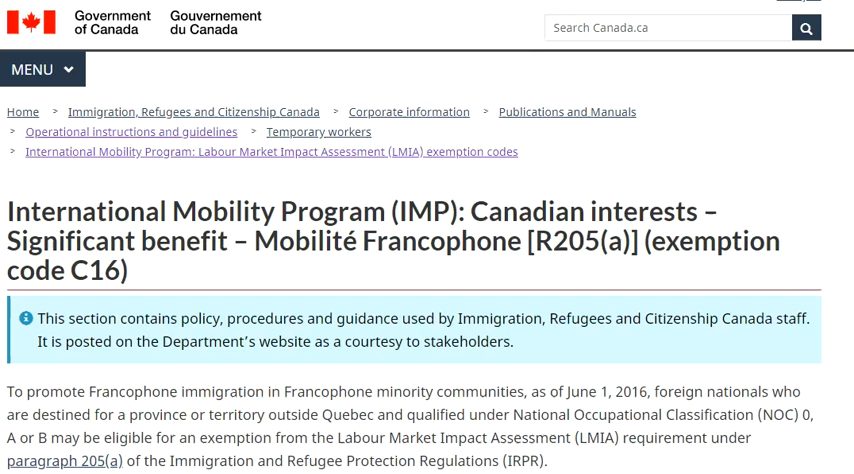 Government of Canada
Gouvernement du Canada
Search Canada.ca
MENU
Home > Immigration, Refugees and Citizenship Canada > Corporate information > Publications and Manuals
> Operational instructions and guidelines > Temporary workers
> International Mobility Program: Labour Market Impact Assessment (LMIA) exemption codes
International Mobility Program (IMP): Canadian interests –
Significant benefit – Mobilité Francophone [R205(a)] (exemption
code C16)
This section contains policy, procedures and guidance used by Immigration, Refugees and Citizenship Canada staff.
It is posted on the Department's website as a courtesy to stakeholders.
To promote Francophone immigration in Francophone minority communities, as of June 1, 2016, foreign nationals who
are destined for a province or territory outside Quebec and qualified under National Occupational Classification (NOC) 0,
A or B may be eligible for an exemption from the Labour Market Impact Assessment (LMIA) requirement under
paragraph 205(a) of the Immigration and Refugee Protection Regulations (IRPR).